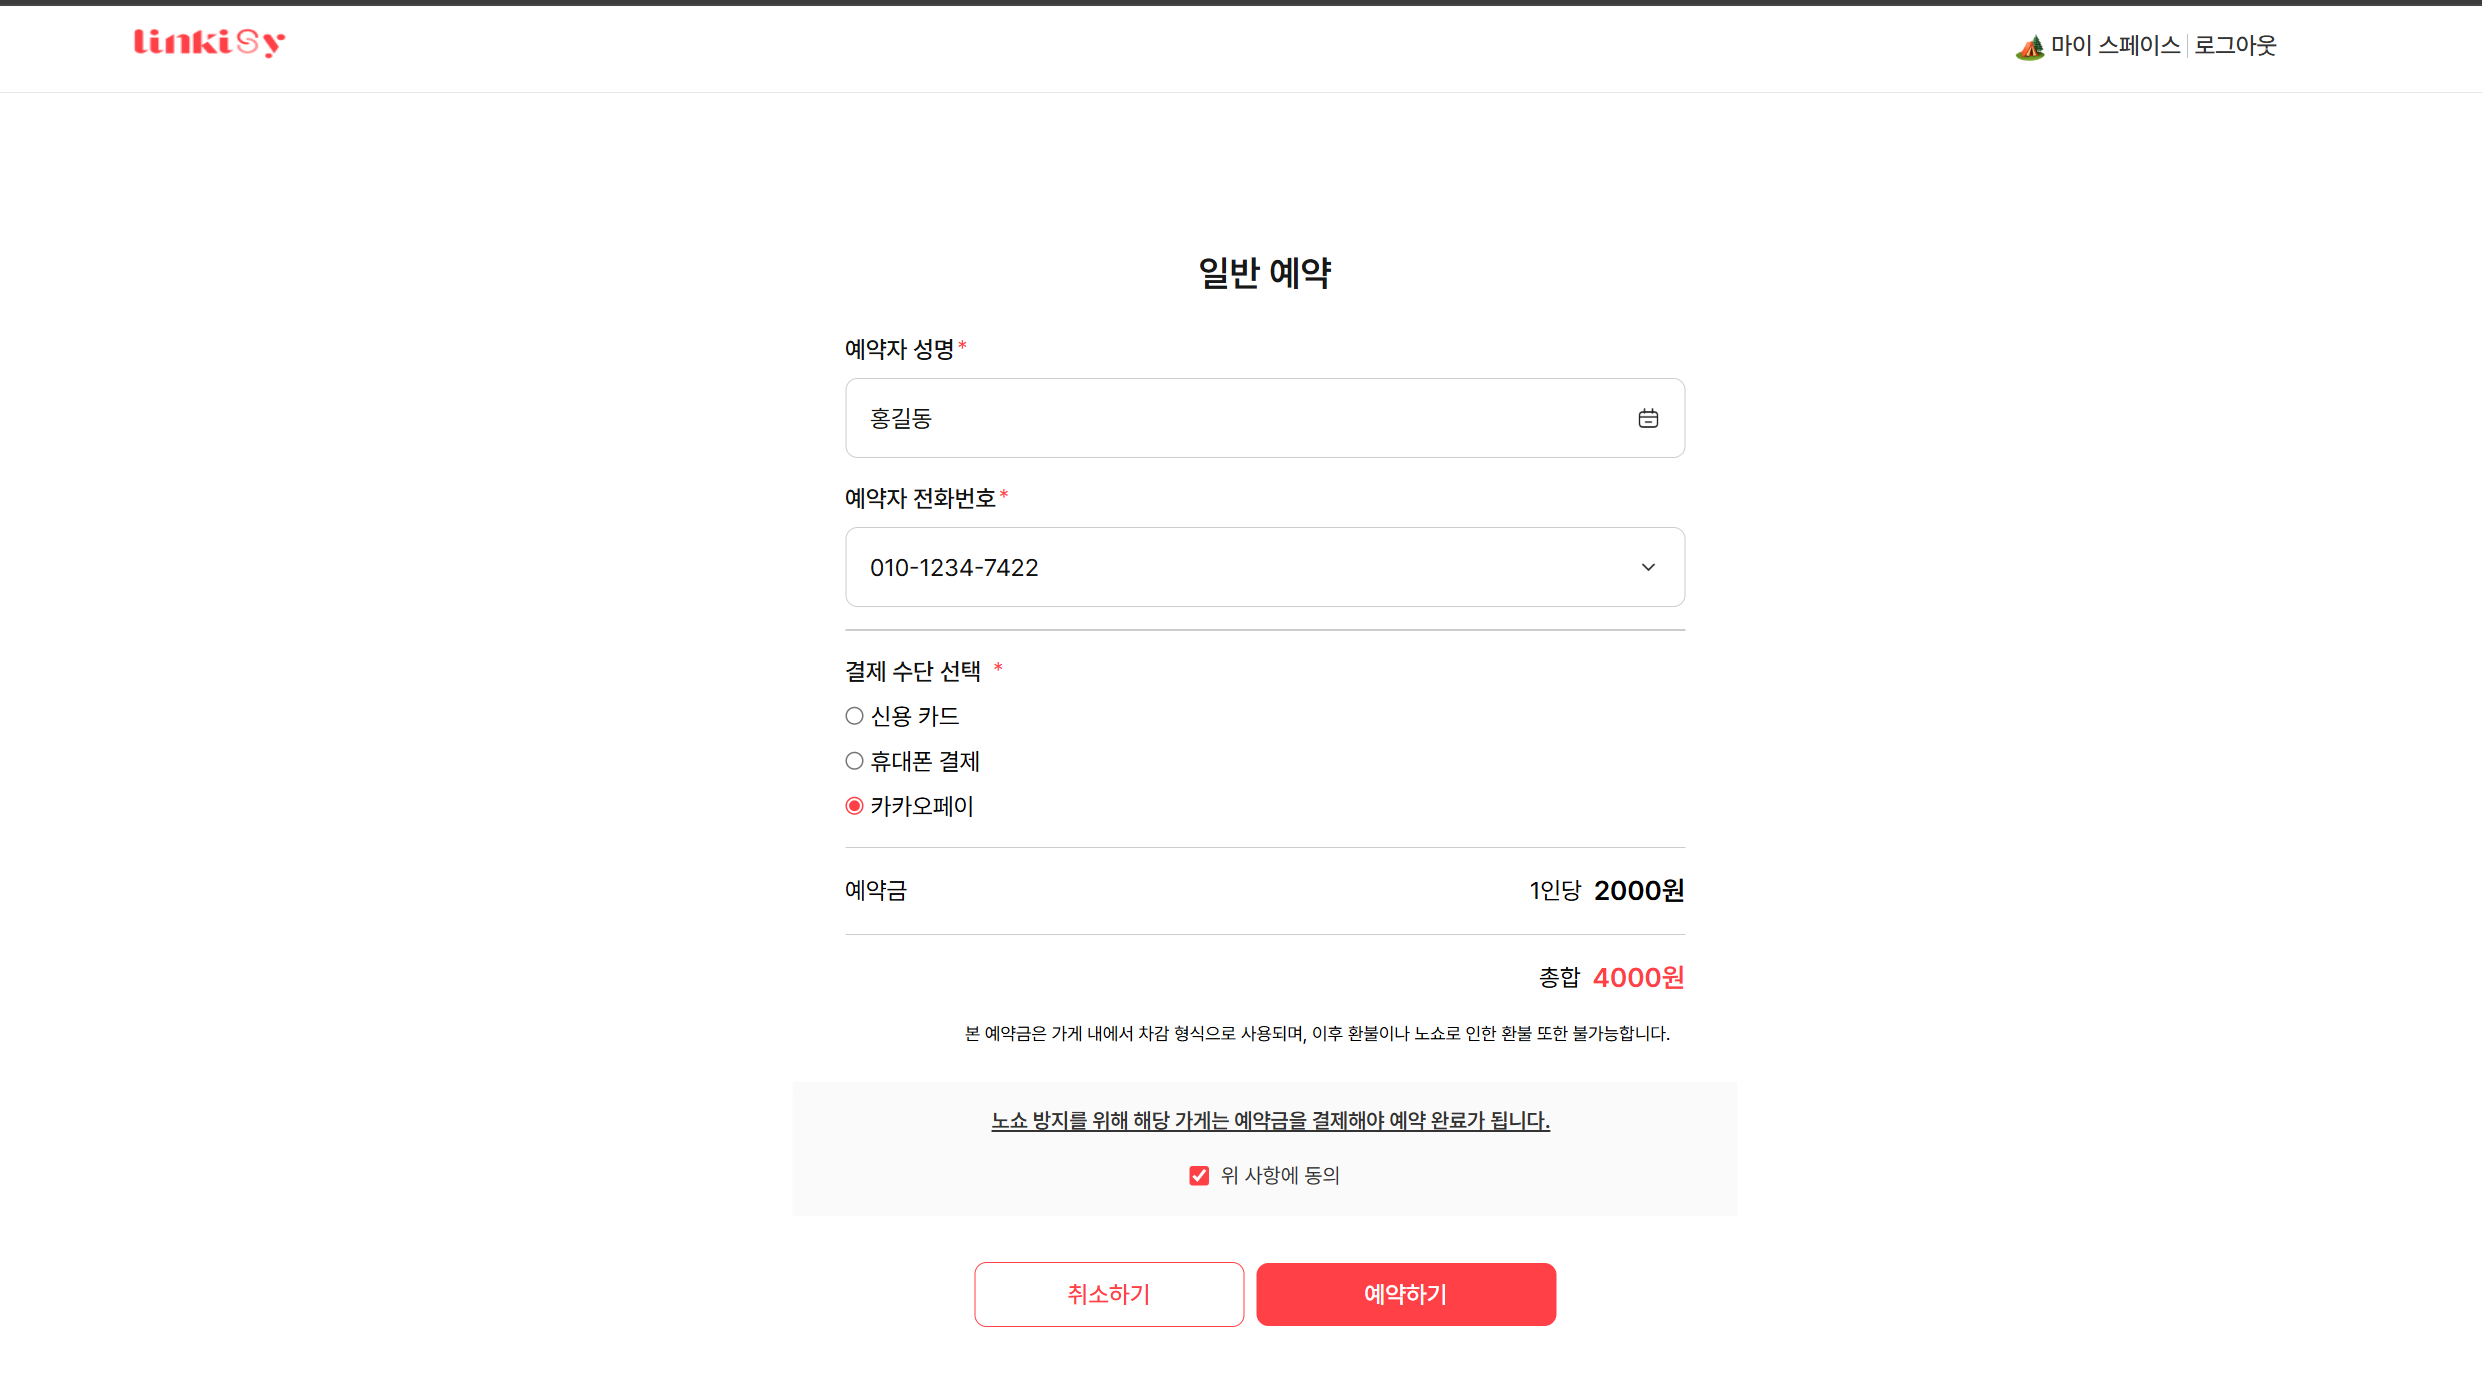 linkisy
마이 스페이스 로그아웃
일반 예약
예약자 성명*
홍길동
예약자 전화번호*
010-1234-7422
결제 수단 선택 *
신용 카드
휴대폰 결제
카카오페이
예약금 1인당 2000원
총합 4000원
본 예약금은 가게 내에서 차감 형식으로 사용되며, 이후 환불이나 노쇼로 인한 환불 또한 불가능합니다.
노쇼 방지를 위해 해당 가게는 예약금을 결제해야 예약 완료가 됩니다.
위 사항에 동의
취소하기 예약하기